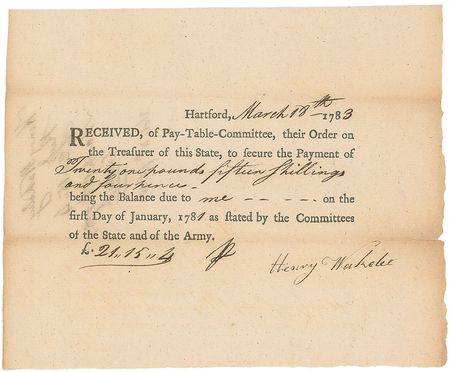 Hartford, March 18th 1783
RECEIVED, of Pay-Table-Committee, their Order on
the Treasurer of this State, to secure the Payment of
Twenty one pounds fifteen Shillings
and four pence -
being the Balance due to me - - - - on the
first Day of January, 1781 as stated by the Committees
of the State and of the Army.
£. 21,, 15,, 4
Henry Wakelee